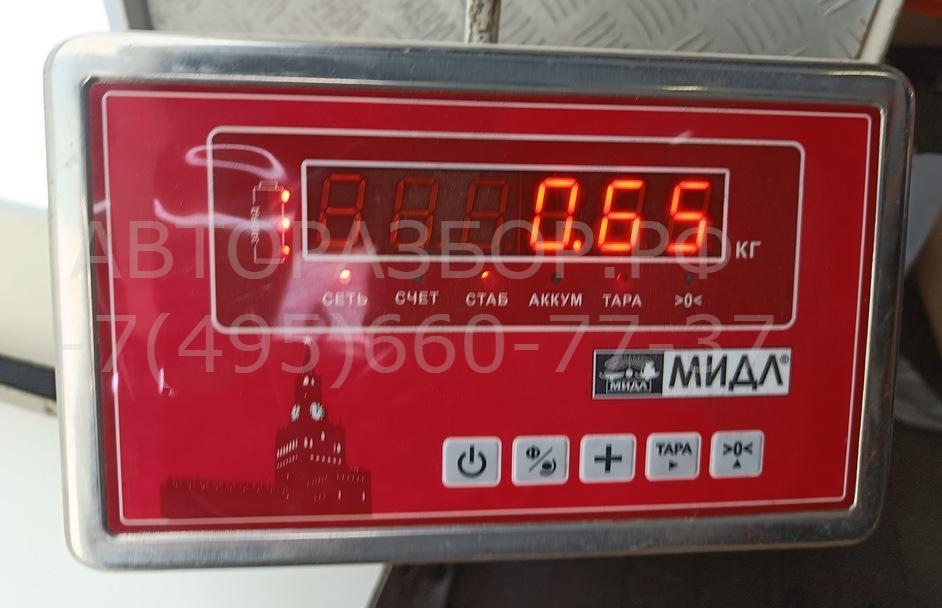 0.65
КГ
СЕТЬ СЧЕТ СТАБ АККУМ ТАРА >0<
АВТОРАЗБОР.РФ
+7(495)660-77-37
МИДЛ МИДЛ®
Ф
ТАРА >0<